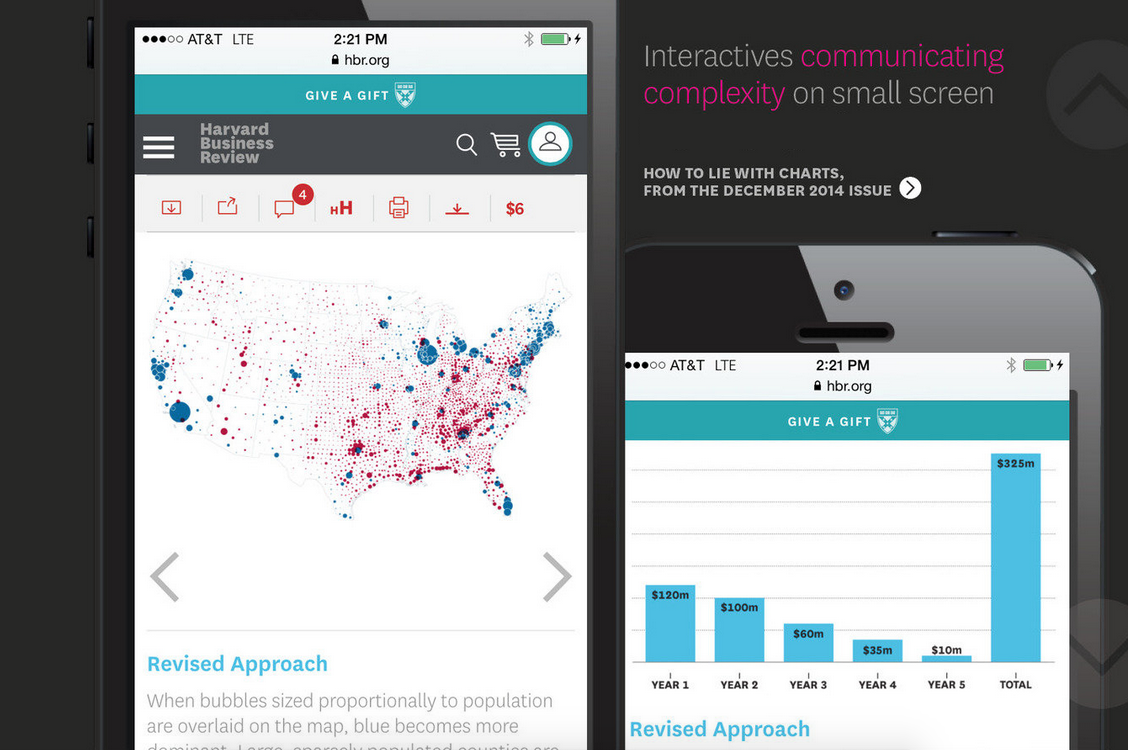 AT&T LTE 2:21 PM
hbr.org
GIVE A GIFT
Harvard
Business
Review
4
HH $6
Revised Approach
When bubbles sized proportionally to population
are overlaid on the map, blue becomes more
dominant. Large, sparsely populated counties are
Interactives communicating
complexity on small screen
HOW TO LIE WITH CHARTS,
FROM THE DECEMBER 2014 ISSUE
AT&T LTE 2:21 PM
hbr.org
GIVE A GIFT
$325m
$120m
$100m
$60m
$35m
$10m
YEAR 1 YEAR 2 YEAR 3 YEAR 4 YEAR 5 TOTAL
Revised Approach